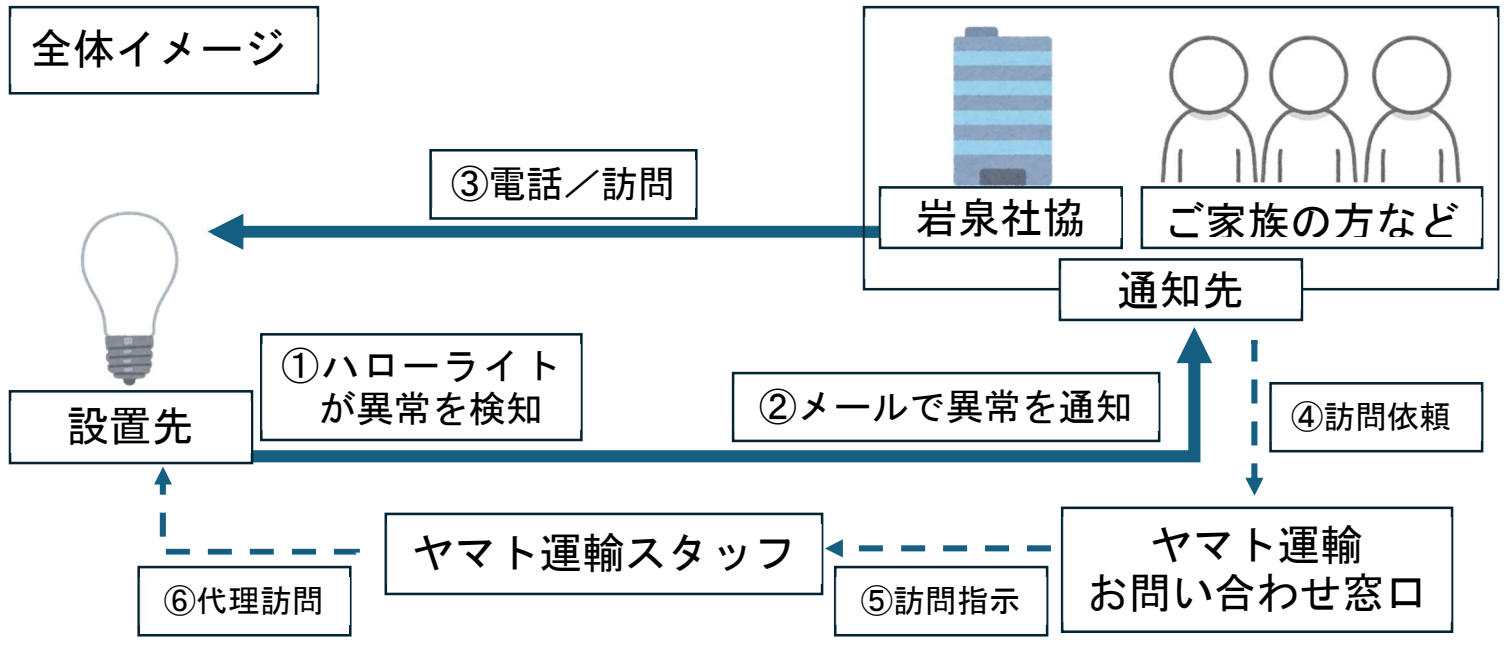 全体イメージ
岩泉社協
ご家族の方など
通知先
③電話／訪問
①ハローライト
が異常を検知
設置先
②メールで異常を通知
④訪問依頼
ヤマト運輸
お問い合わせ窓口
ヤマト運輸スタッフ
⑤訪問指示
⑥代理訪問